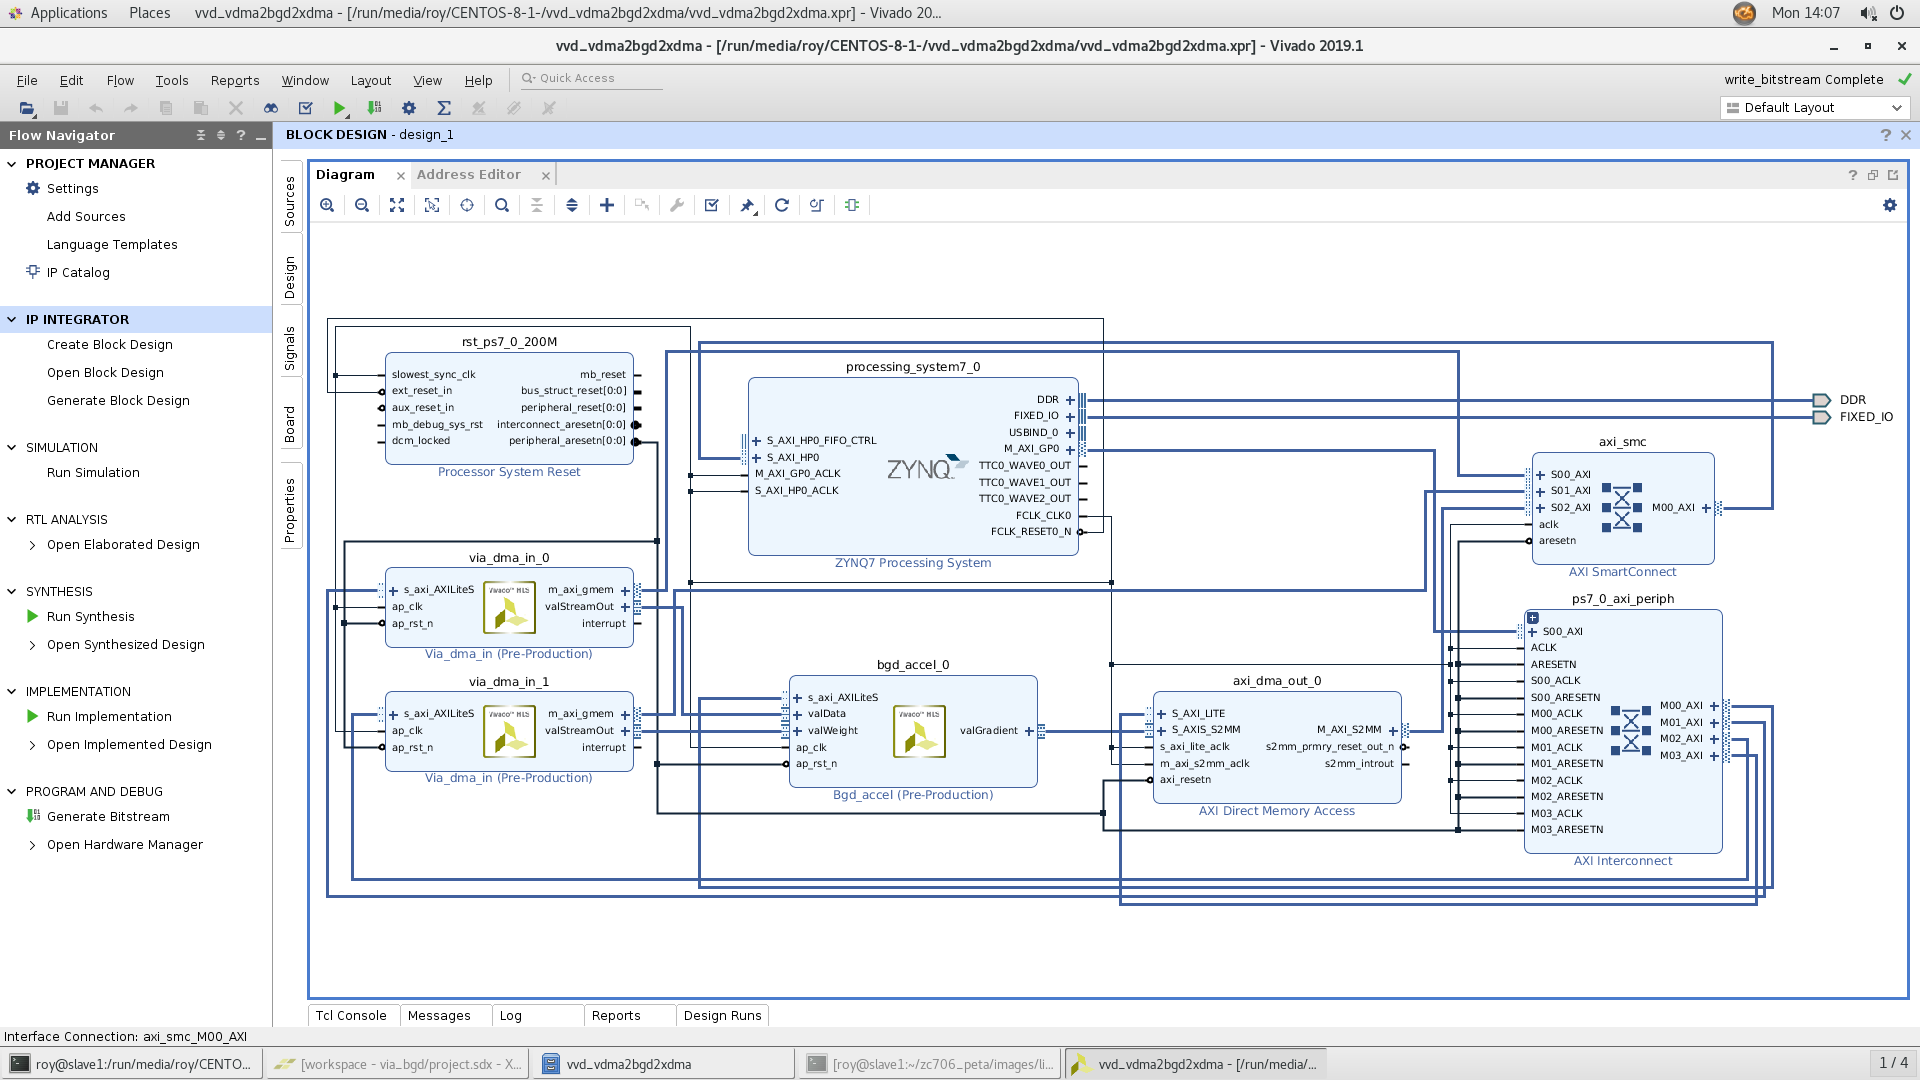 Applications Places vvd_vdma2bgd2xdma - [/run/media/roy/CENTOS-8-1-/vvd_vdma2bgd2xdma/vvd_vdma2bgd2xdma.xpr] - Vivado 20... Mon 14:07
vvd_vdma2bgd2xdma - [/run/media/roy/CENTOS-8-1-/vvd_vdma2bgd2xdma/vvd_vdma2bgd2xdma.xpr] - Vivado 2019.1
File Edit Flow Tools Reports Window Layout View Help Quick Access write_bitstream Complete
Default Layout
Flow Navigator
PROJECT MANAGER
Settings
Add Sources
Language Templates
IP Catalog
IP INTEGRATOR
Create Block Design
Open Block Design
Generate Block Design
SIMULATION
Run Simulation
RTL ANALYSIS
Open Elaborated Design
SYNTHESIS
Run Synthesis
Open Synthesized Design
IMPLEMENTATION
Run Implementation
Open Implemented Design
PROGRAM AND DEBUG
Generate Bitstream
Open Hardware Manager
BLOCK DESIGN - design_1
Sources
Design
Signals
Board
Properties
Diagram Address Editor
rst_ps7_0_200M
slowest_sync_clk mb_reset
ext_reset_in bus_struct_reset[0:0]
aux_reset_in peripheral_reset[0:0]
mb_debug_sys_rst interconnect_aresetn[0:0]
dcm_locked peripheral_aresetn[0:0]
Processor System Reset
via_dma_in_0
s_axi_AXILiteS m_axi_gmem
ap_clk valStreamOut
ap_rst_n interrupt
Vivado™ HLS
Via_dma_in (Pre-Production)
via_dma_in_1
s_axi_AXILiteS m_axi_gmem
ap_clk valStreamOut
ap_rst_n interrupt
Vivado™ HLS
Via_dma_in (Pre-Production)
processing_system7_0
DDR
FIXED_IO
USBIND_0
S_AXI_HP0_FIFO_CTRL M_AXI_GP0
S_AXI_HP0 TTC0_WAVE0_OUT
M_AXI_GP0_ACLK TTC0_WAVE1_OUT
S_AXI_HP0_ACLK TTC0_WAVE2_OUT
FCLK_CLK0
FCLK_RESET0_N
ZYNQ
ZYNQ7 Processing System
bgd_accel_0
s_axi_AXILiteS
valData
valWeight valGradient
ap_clk
ap_rst_n
Vivado™ HLS
Bgd_accel (Pre-Production)
axi_dma_out_0
S_AXI_LITE
S_AXIS_S2MM M_AXI_S2MM
s_axi_lite_aclk s2mm_prmry_reset_out_n
m_axi_s2mm_aclk s2mm_introut
axi_resetn
AXI Direct Memory Access
DDR
FIXED_IO
axi_smc
S00_AXI
S01_AXI
S02_AXI M00_AXI
aclk
aresetn
AXI SmartConnect
ps7_0_axi_periph
S00_AXI
ACLK
ARESETN
S00_ACLK
S00_ARESETN
M00_ACLK M00_AXI
M00_ARESETN M01_AXI
M01_ACLK M02_AXI
M01_ARESETN M03_AXI
M02_ACLK
M02_ARESETN
M03_ACLK
M03_ARESETN
AXI Interconnect
Tcl Console Messages Log Reports Design Runs
Interface Connection: axi_smc_M00_AXI
roy@slave1:/run/media/roy/CENTO... [workspace - via_bgd/project.sdx - X... vvd_vdma2bgd2xdma [roy@slave1:~/zc706_peta/images/li... vvd_vdma2bgd2xdma - [/run/media/... 1 / 4